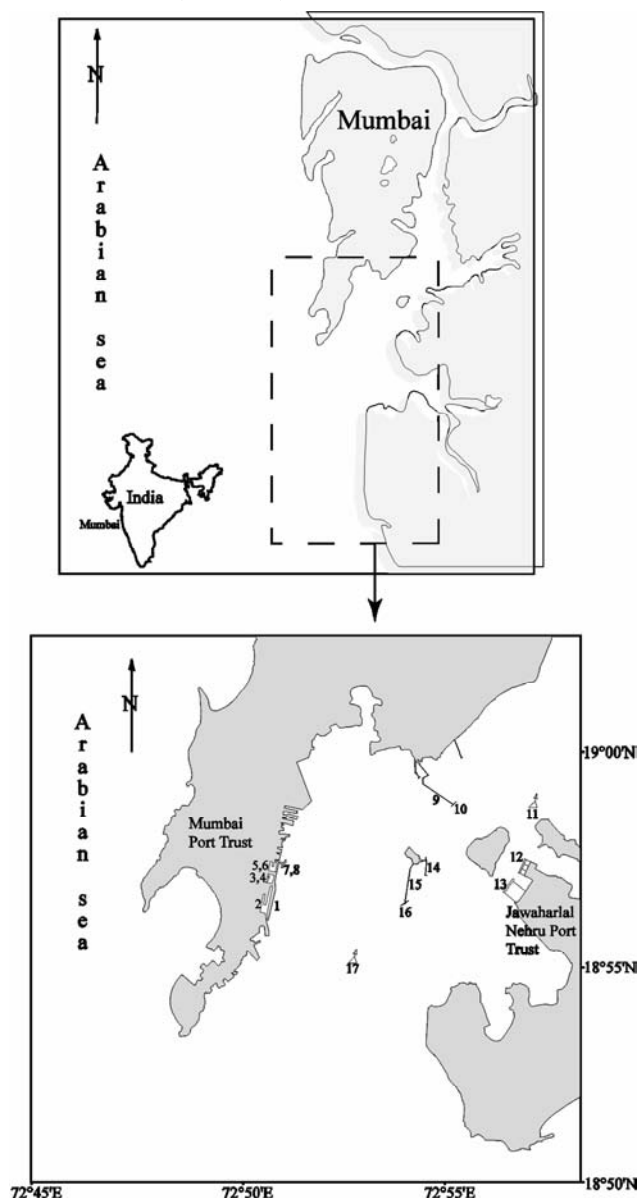 N
Mumbai
Arabian sea
India
Mumbai
N
Arabian sea
19°00'N
9
10
11
Mumbai
Port Trust
5,6
7,8
3,4
2
1
14
15
16
12
13
Jawaharlal
Nehru Port
Trust
17
18°55'N
18°50'N
72°45'E
72°50'E
72°55'E